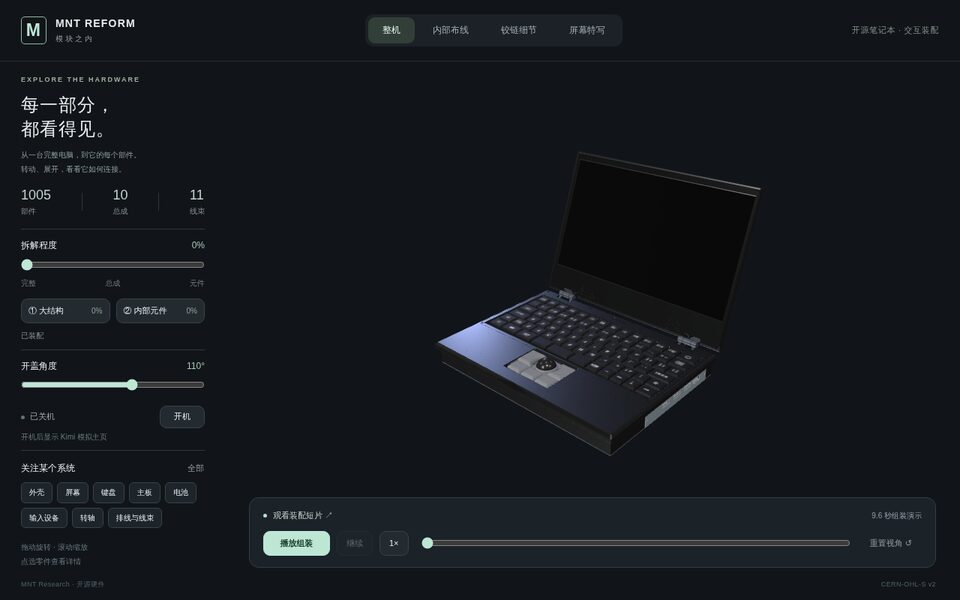 M
MNT REFORM
模块之内
整机
内部布线
铰链细节
屏幕特写
开源笔记本 · 交互装配
EXPLORE THE HARDWARE
每一部分，
都看得见。
从一台完整电脑，到它的每个部件。
转动、展开，看看它如何连接。
1005 10 11
部件 总成 线束
拆解程度 0%
完整 总成 元件
① 大结构 0% ② 内部元件 0%
已装配
开盖角度 110°
已关机 开机
开机后显示 Kimi 模拟主页
关注某个系统 全部
外壳 屏幕 键盘 主板 电池
输入设备 转轴 排线与线束
拖动旋转 · 滚动缩放
点选零件查看详情
MNT Research · 开源硬件
观看装配短片 ↗ 9.6 秒组装演示
播放组装 继续 1× 重置视角 ↺
CERN-OHL-S v2